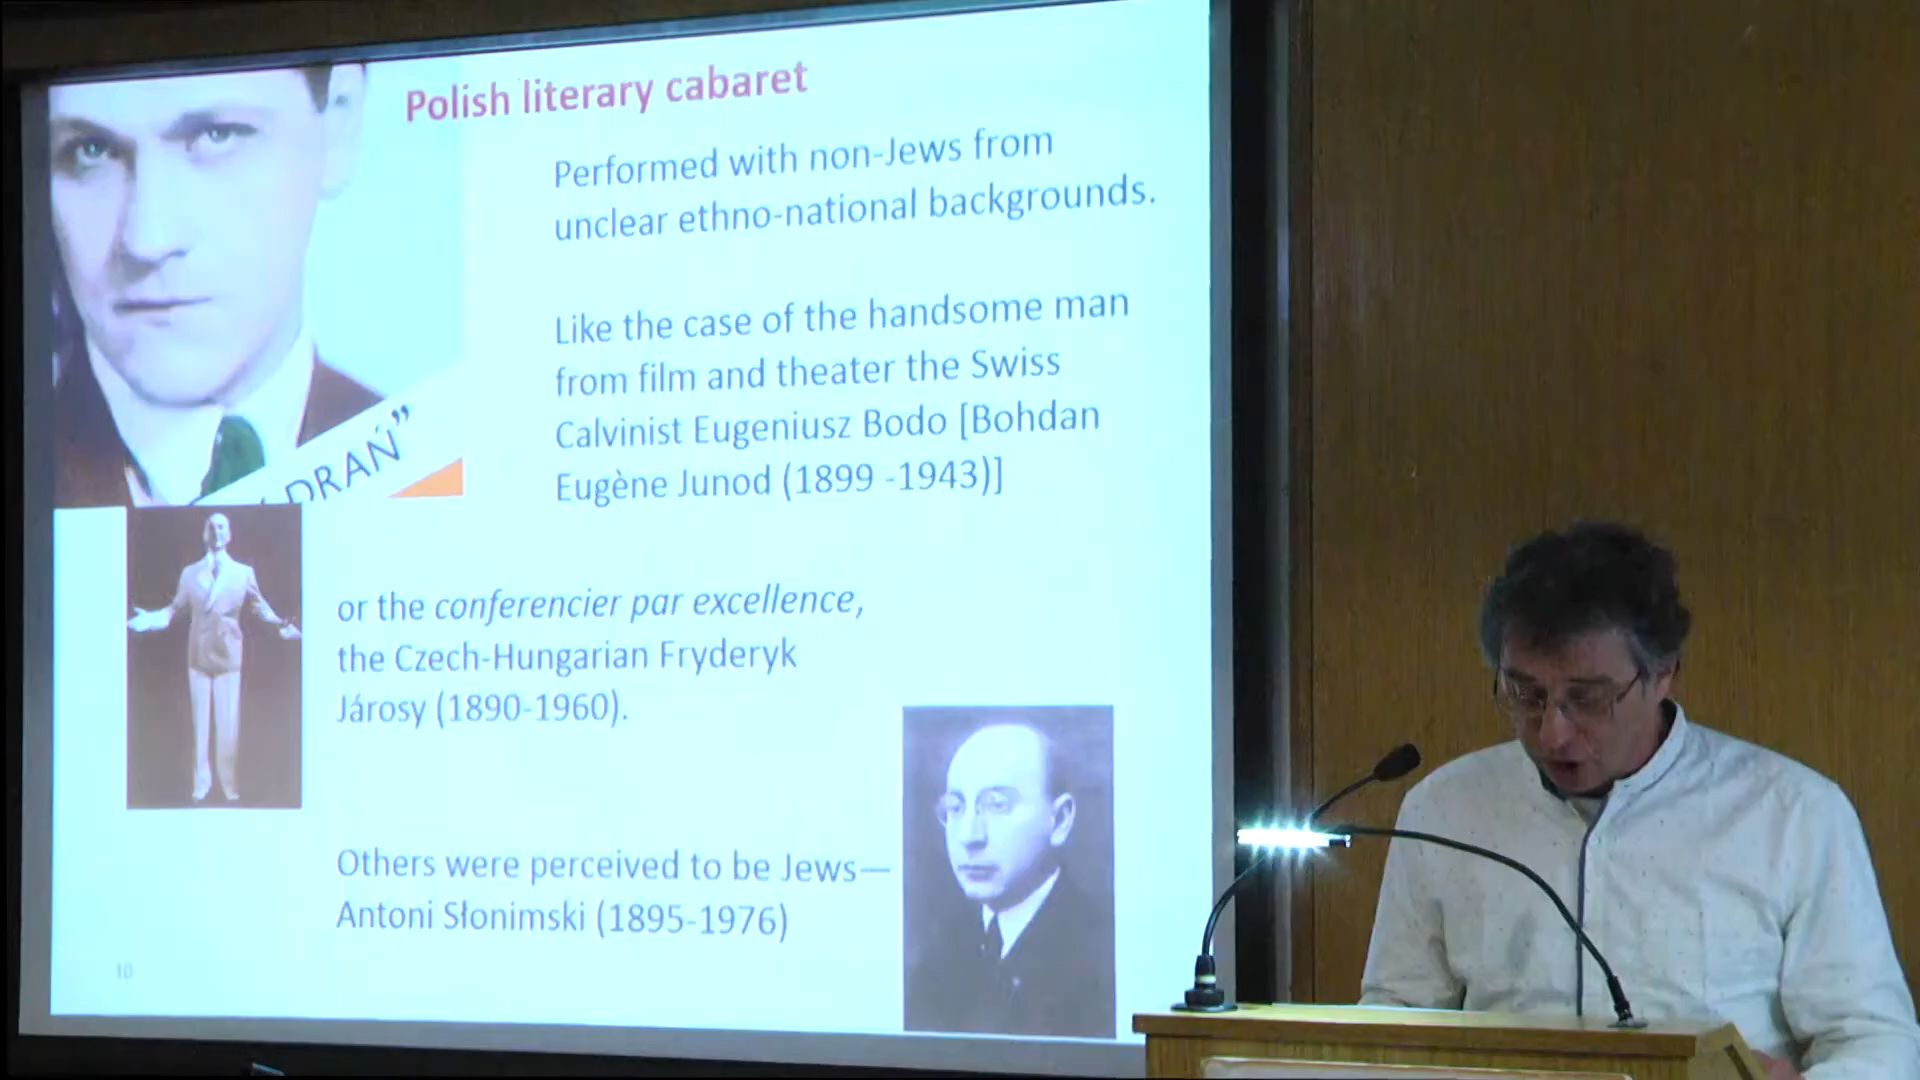 Polish literary cabaret
Performed with non-Jews from
unclear ethno-national backgrounds.
Like the case of the handsome man
from film and theater the Swiss
Calvinist Eugeniusz Bodo [Bohdan
Eugène Junod (1899 -1943)]
DRAŃ”
or the conferencier par excellence,
the Czech-Hungarian Fryderyk
Járosy (1890-1960).
Others were perceived to be Jews—
Antoni Słonimski (1895-1976)
10